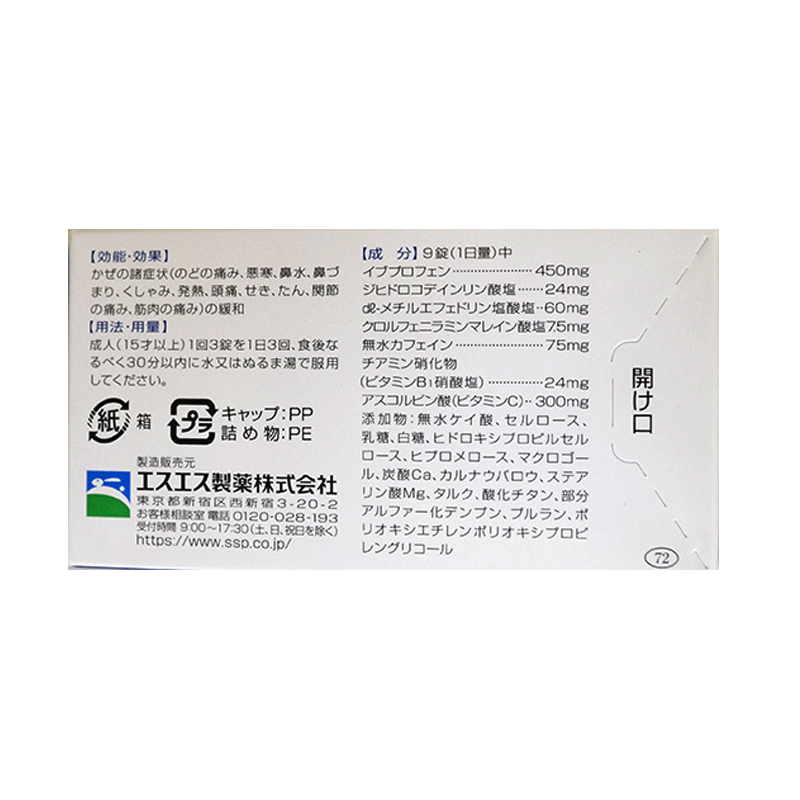 【効能・効果】
かぜの諸症状(のどの痛み、悪寒、鼻水、鼻づ
まり、くしゃみ、発熱、頭痛、せき、たん、関節
の痛み、筋肉の痛み)の緩和
【用法・用量】
成人(15才以上)1回3錠を1日3回、食後な
るべく30分以内に水又はぬるま湯で服用
してください。
紙 箱
プラ キャップ:PP
詰め物:PE
製造販売元
エスエス製薬株式会社
東京都新宿区西新宿3-20-2
お客様相談室 電話 0120-028-193
受付時間 9:00〜17:30(土、日、祝日を除く)
https://www.ssp.co.jp/
【成 分】9錠(1日量)中
イブプロフェン……………………450mg
ジヒドロコデインリン酸塩……24mg
dℓ-メチルエフェドリン塩酸塩‥60mg
クロルフェニラミンマレイン酸塩7.5mg
無水カフェイン……………………75mg
チアミン硝化物
(ビタミンB1硝酸塩)……………24mg
アスコルビン酸(ビタミンC)‥300mg
添加物:無水ケイ酸、セルロース、
乳糖、白糖、ヒドロキシプロピルセル
ロース、ヒプロメロース、マクロゴー
ル、炭酸Ca、カルナウバロウ、ステア
リン酸Mg、タルク、酸化チタン、部分
アルファー化デンプン、プルラン、ポ
リオキシエチレンポリオキシプロピ
レングリコール
開け口
72